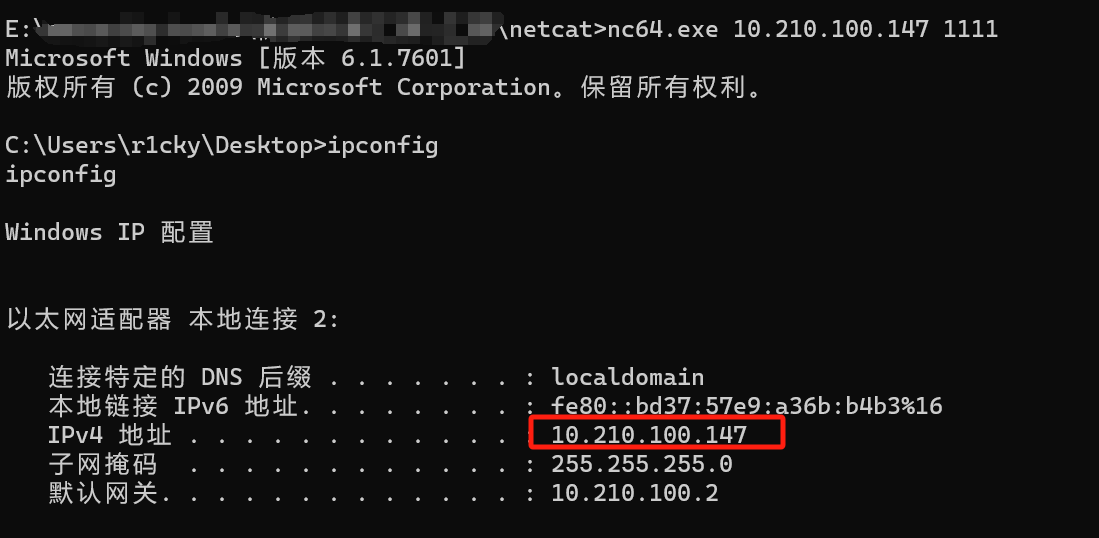 E:\ \netcat>nc64.exe 10.210.100.147 1111
Microsoft Windows [版本 6.1.7601]
版权所有 (c) 2009 Microsoft Corporation。保留所有权利。
C:\Users\r1cky\Desktop>ipconfig
ipconfig
Windows IP 配置
以太网适配器 本地连接 2:
连接特定的 DNS 后缀 . . . . . . . : localdomain
本地链接 IPv6 地址. . . . . . . . : fe80::bd37:57e9:a36b:b4b3%16
IPv4 地址 . . . . . . . . . . . . : 10.210.100.147
子网掩码  . . . . . . . . . . . . : 255.255.255.0
默认网关. . . . . . . . . . . . . : 10.210.100.2